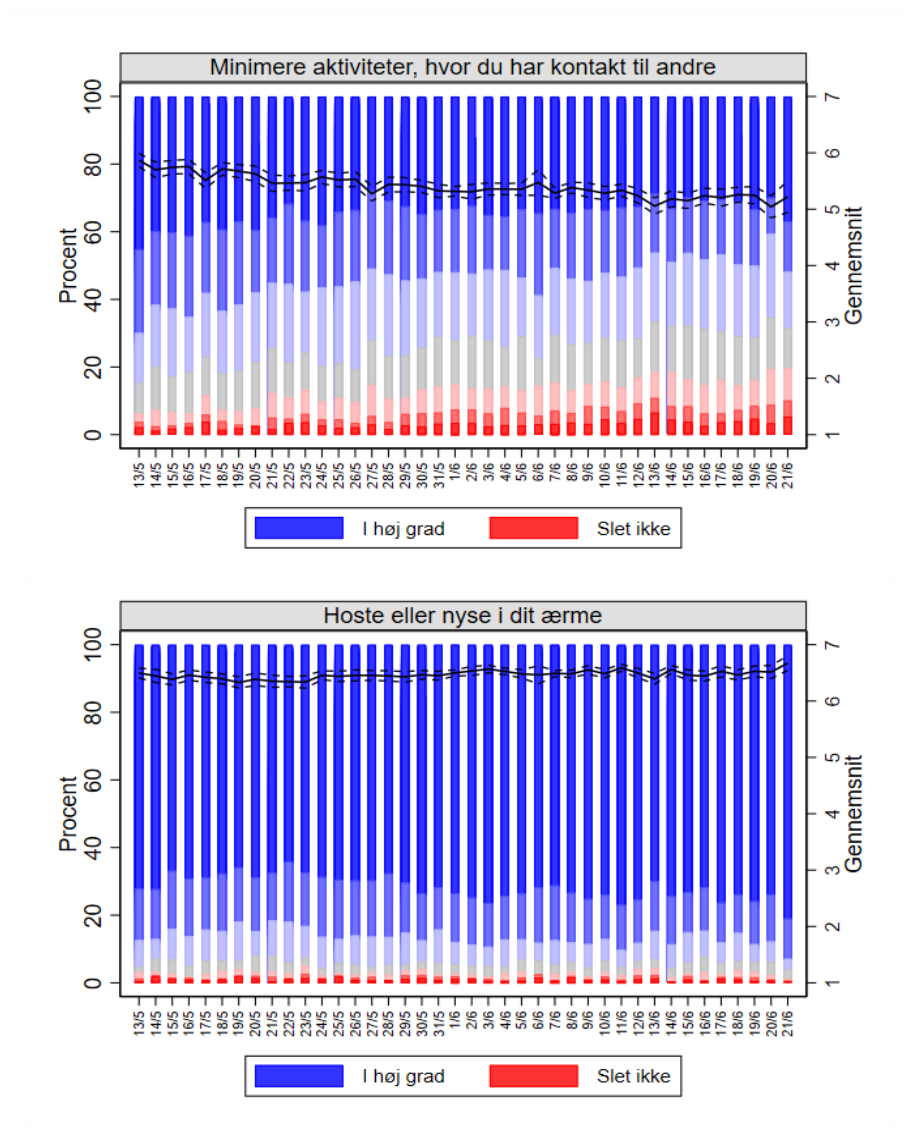 Minimere aktiviteter, hvor du har kontakt til andre
Procent
0 20 40 60 80 100
Gennemsnit
1 2 3 4 5 6 7
13/5 14/5 15/5 16/5 17/5 18/5 19/5 20/5 21/5 22/5 23/5 24/5 25/5 26/5 27/5 28/5 29/5 30/5 31/5 1/6 2/6 3/6 4/6 5/6 6/6 7/6 8/6 9/6 10/6 11/6 12/6 13/6 14/6 15/6 16/6 17/6 18/6 19/6 20/6 21/6
I høj grad Slet ikke
Hoste eller nyse i dit ærme
Procent
0 20 40 60 80 100
Gennemsnit
1 2 3 4 5 6 7
13/5 14/5 15/5 16/5 17/5 18/5 19/5 20/5 21/5 22/5 23/5 24/5 25/5 26/5 27/5 28/5 29/5 30/5 31/5 1/6 2/6 3/6 4/6 5/6 6/6 7/6 8/6 9/6 10/6 11/6 12/6 13/6 14/6 15/6 16/6 17/6 18/6 19/6 20/6 21/6
I høj grad Slet ikke